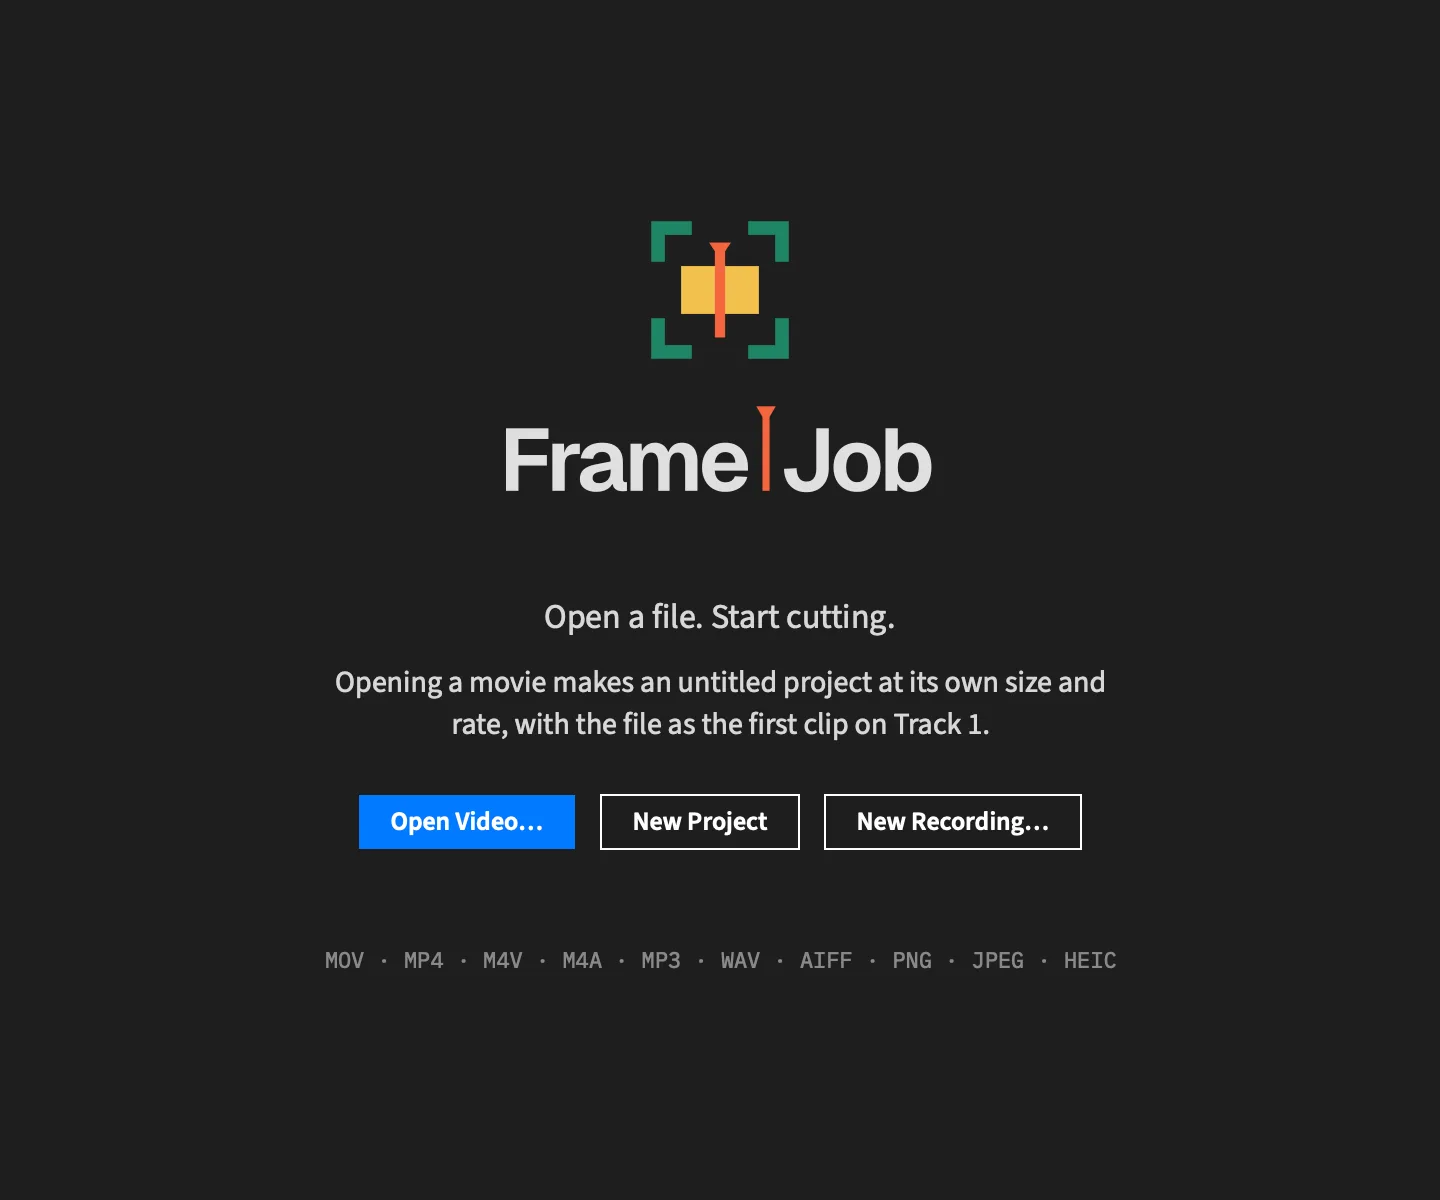 Frame Job
Open a file. Start cutting.
Opening a movie makes an untitled project at its own size and
rate, with the file as the first clip on Track 1.
Open Video…
New Project
New Recording…
MOV · MP4 · M4V · M4A · MP3 · WAV · AIFF · PNG · JPEG · HEIC